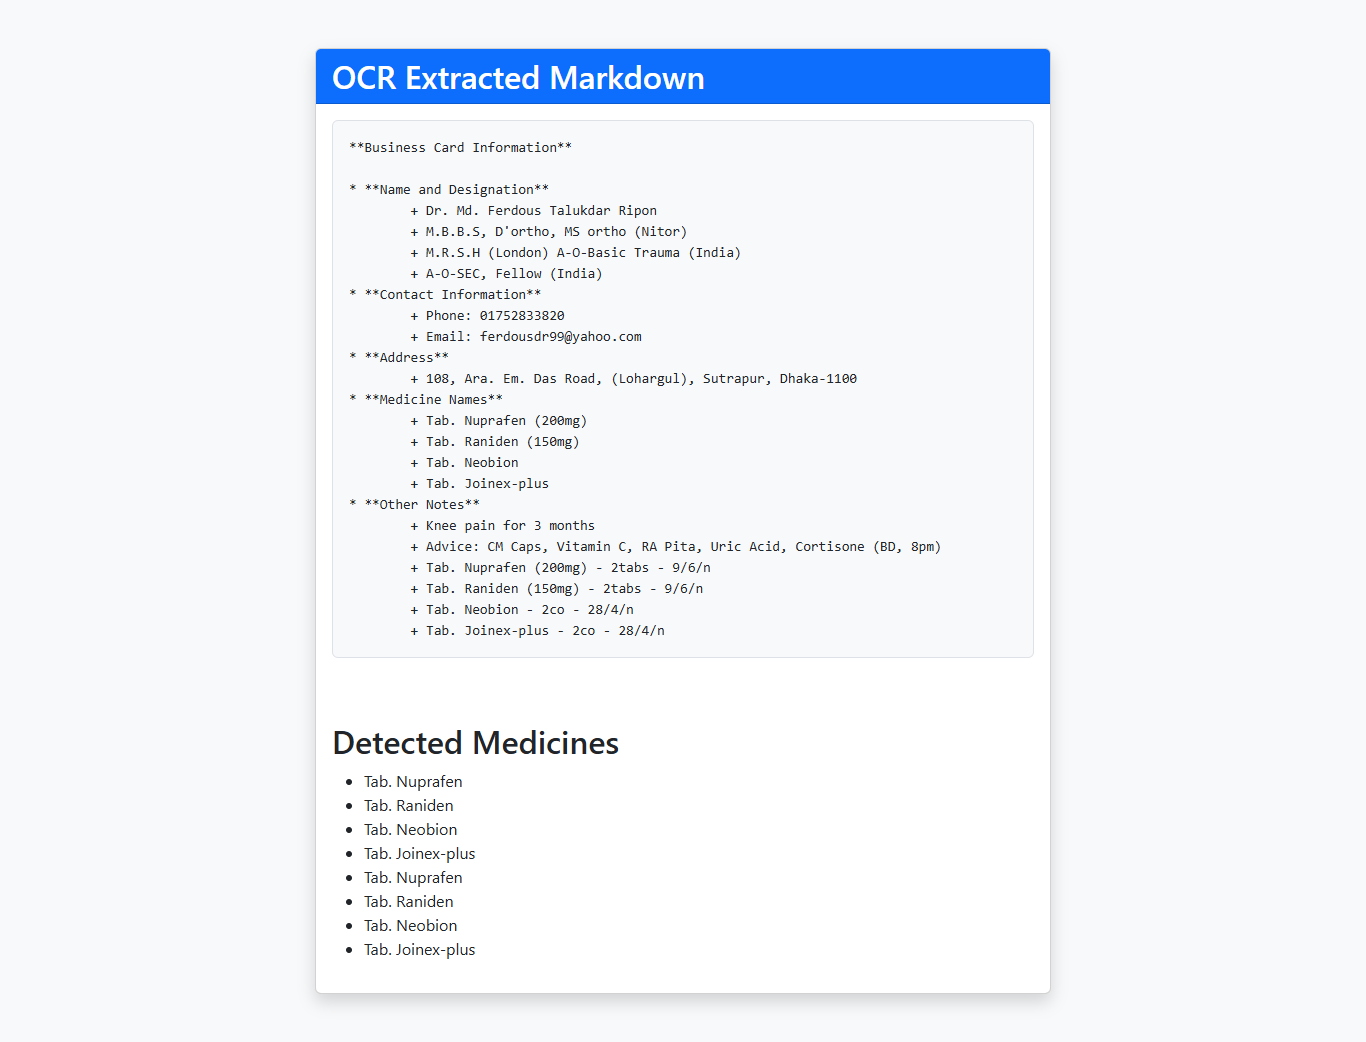 OCR Extracted Markdown
**Business Card Information**
* **Name and Designation**
+ Dr. Md. Ferdous Talukdar Ripon
+ M.B.B.S, D'ortho, MS ortho (Nitor)
+ M.R.S.H (London) A-O-Basic Trauma (India)
+ A-O-SEC, Fellow (India)
* **Contact Information**
+ Phone: 01752833820
+ Email: ferdousdr99@yahoo.com
* **Address**
+ 108, Ara. Em. Das Road, (Lohargul), Sutrapur, Dhaka-1100
* **Medicine Names**
+ Tab. Nuprafen (200mg)
+ Tab. Raniden (150mg)
+ Tab. Neobion
+ Tab. Joinex-plus
* **Other Notes**
+ Knee pain for 3 months
+ Advice: CM Caps, Vitamin C, RA Pita, Uric Acid, Cortisone (BD, 8pm)
+ Tab. Nuprafen (200mg) - 2tabs - 9/6/n
+ Tab. Raniden (150mg) - 2tabs - 9/6/n
+ Tab. Neobion - 2co - 28/4/n
+ Tab. Joinex-plus - 2co - 28/4/n
Detected Medicines
• Tab. Nuprafen
• Tab. Raniden
• Tab. Neobion
• Tab. Joinex-plus
• Tab. Nuprafen
• Tab. Raniden
• Tab. Neobion
• Tab. Joinex-plus